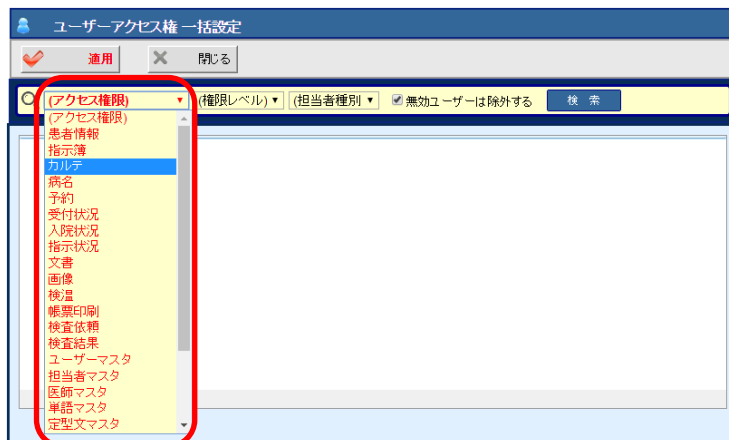 ユーザーアクセス権 一括設定
適用 閉じる
(アクセス権限) (権限レベル) (担当者種別 無効ユーザーは除外する 検 索
(アクセス権限)
患者情報
指示簿
カルテ
病名
予約
受付状況
入院状況
指示状況
文書
画像
検温
帳票印刷
検査依頼
検査結果
ユーザーマスタ
担当者マスタ
医師マスタ
単語マスタ
定型文マスタ